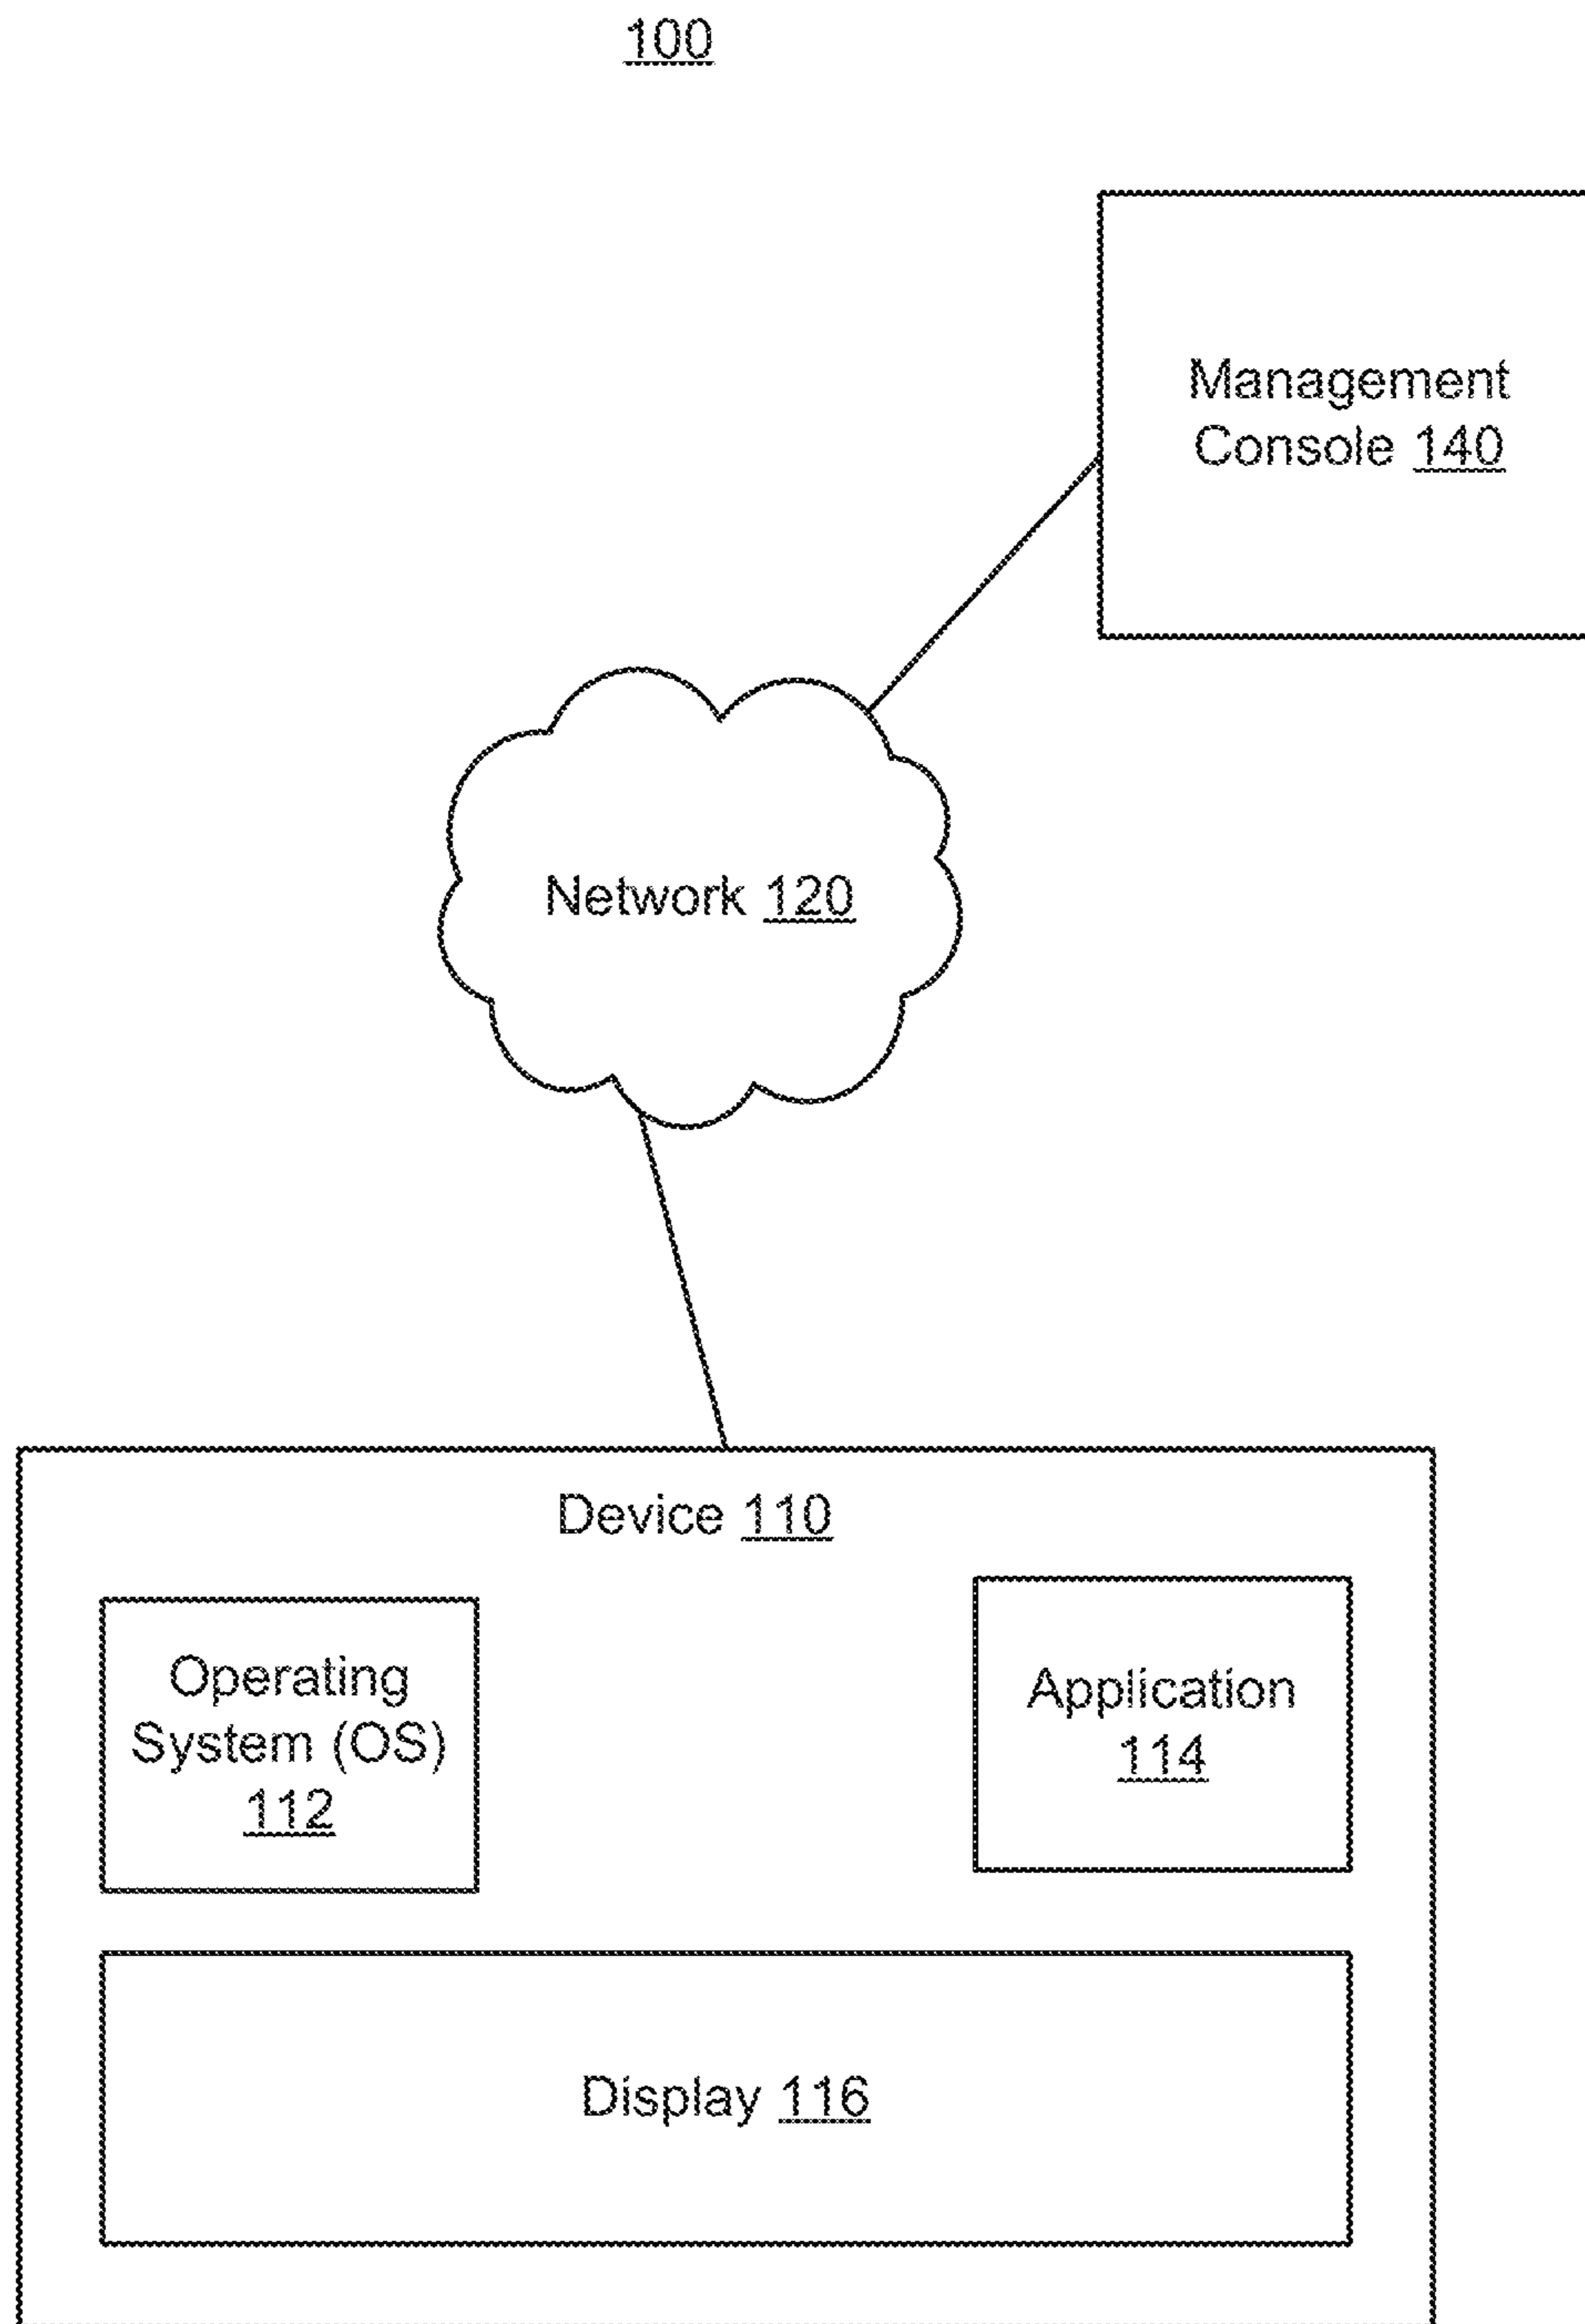 100
Management
Console 140
Network 120
Device 110
Operating
System (OS)
112
Application
114
Display 116